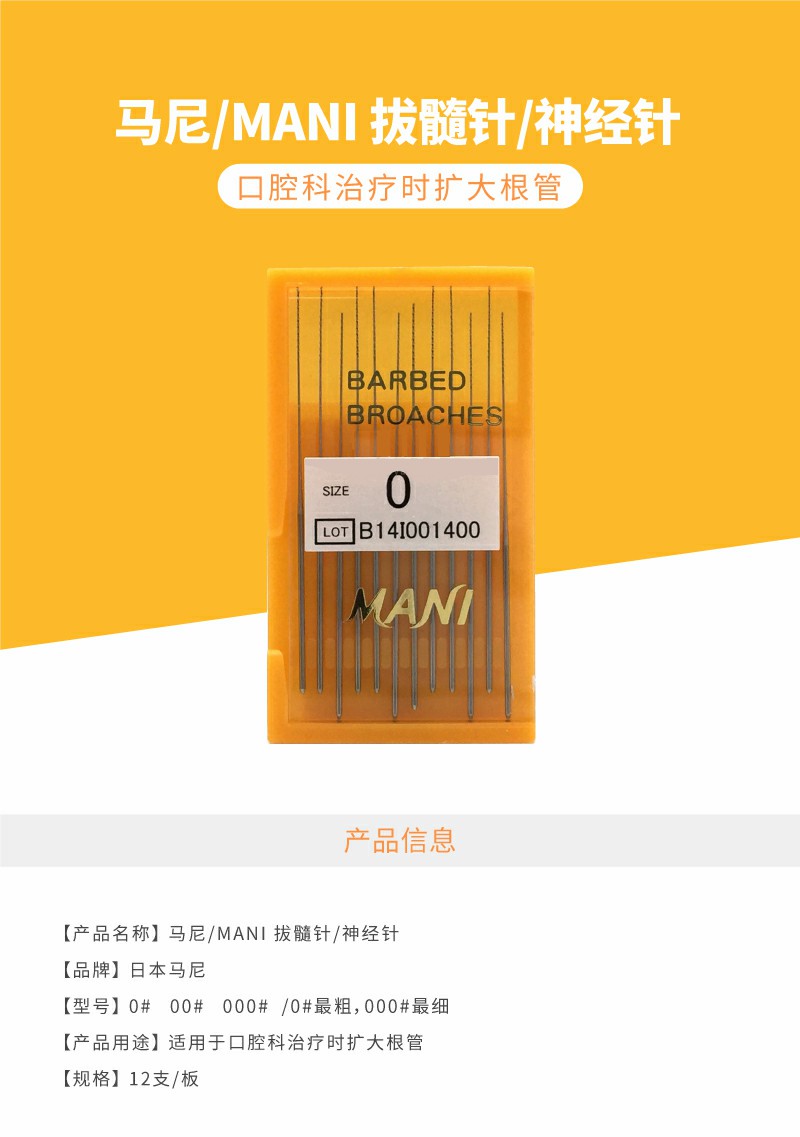 马尼/MANI 拔髓针/神经针
口腔科治疗时扩大根管
BARBED
BROACHES
SIZE 0
LOT B14I001400
MANI
产品信息
【产品名称】马尼/MANI 拔髓针/神经针
【品牌】日本马尼
【型号】0# 00# 000# /0#最粗,000#最细
【产品用途】适用于口腔科治疗时扩大根管
【规格】12支/板